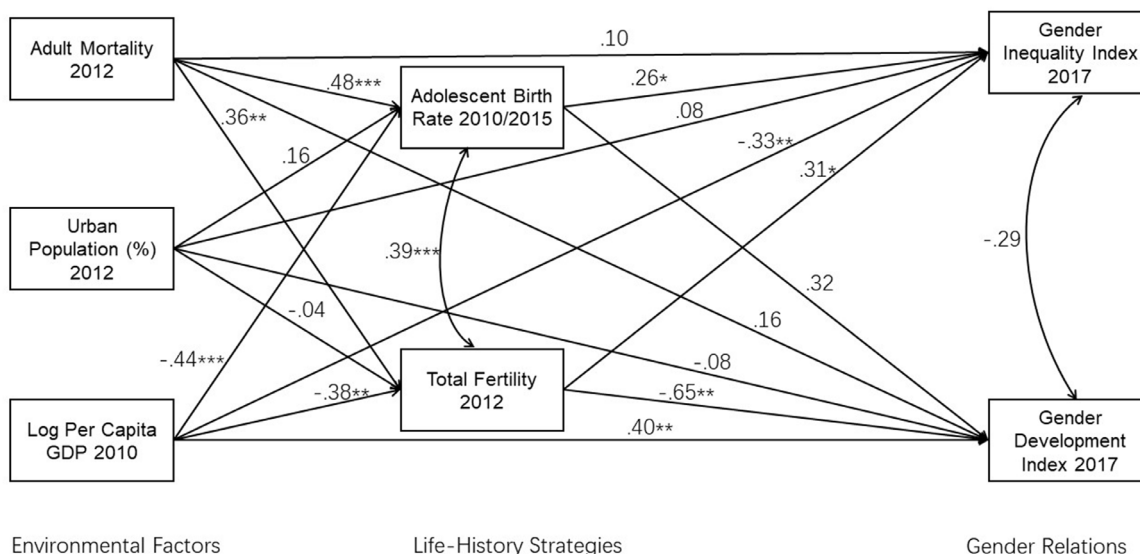 Adult Mortality
2012
Urban
Population (%)
2012
Log Per Capita
GDP 2010
Adolescent Birth
Rate 2010/2015
Total Fertility
2012
Gender
Inequality Index
2017
Gender
Development
Index 2017
.10
.48***
.26*
.36**
.08
.16
-.33**
.31*
.39***
-.29
.32
-.04
.16
-.44***
-.08
-.38**
-.65**
.40**
Environmental Factors
Life-History Strategies
Gender Relations